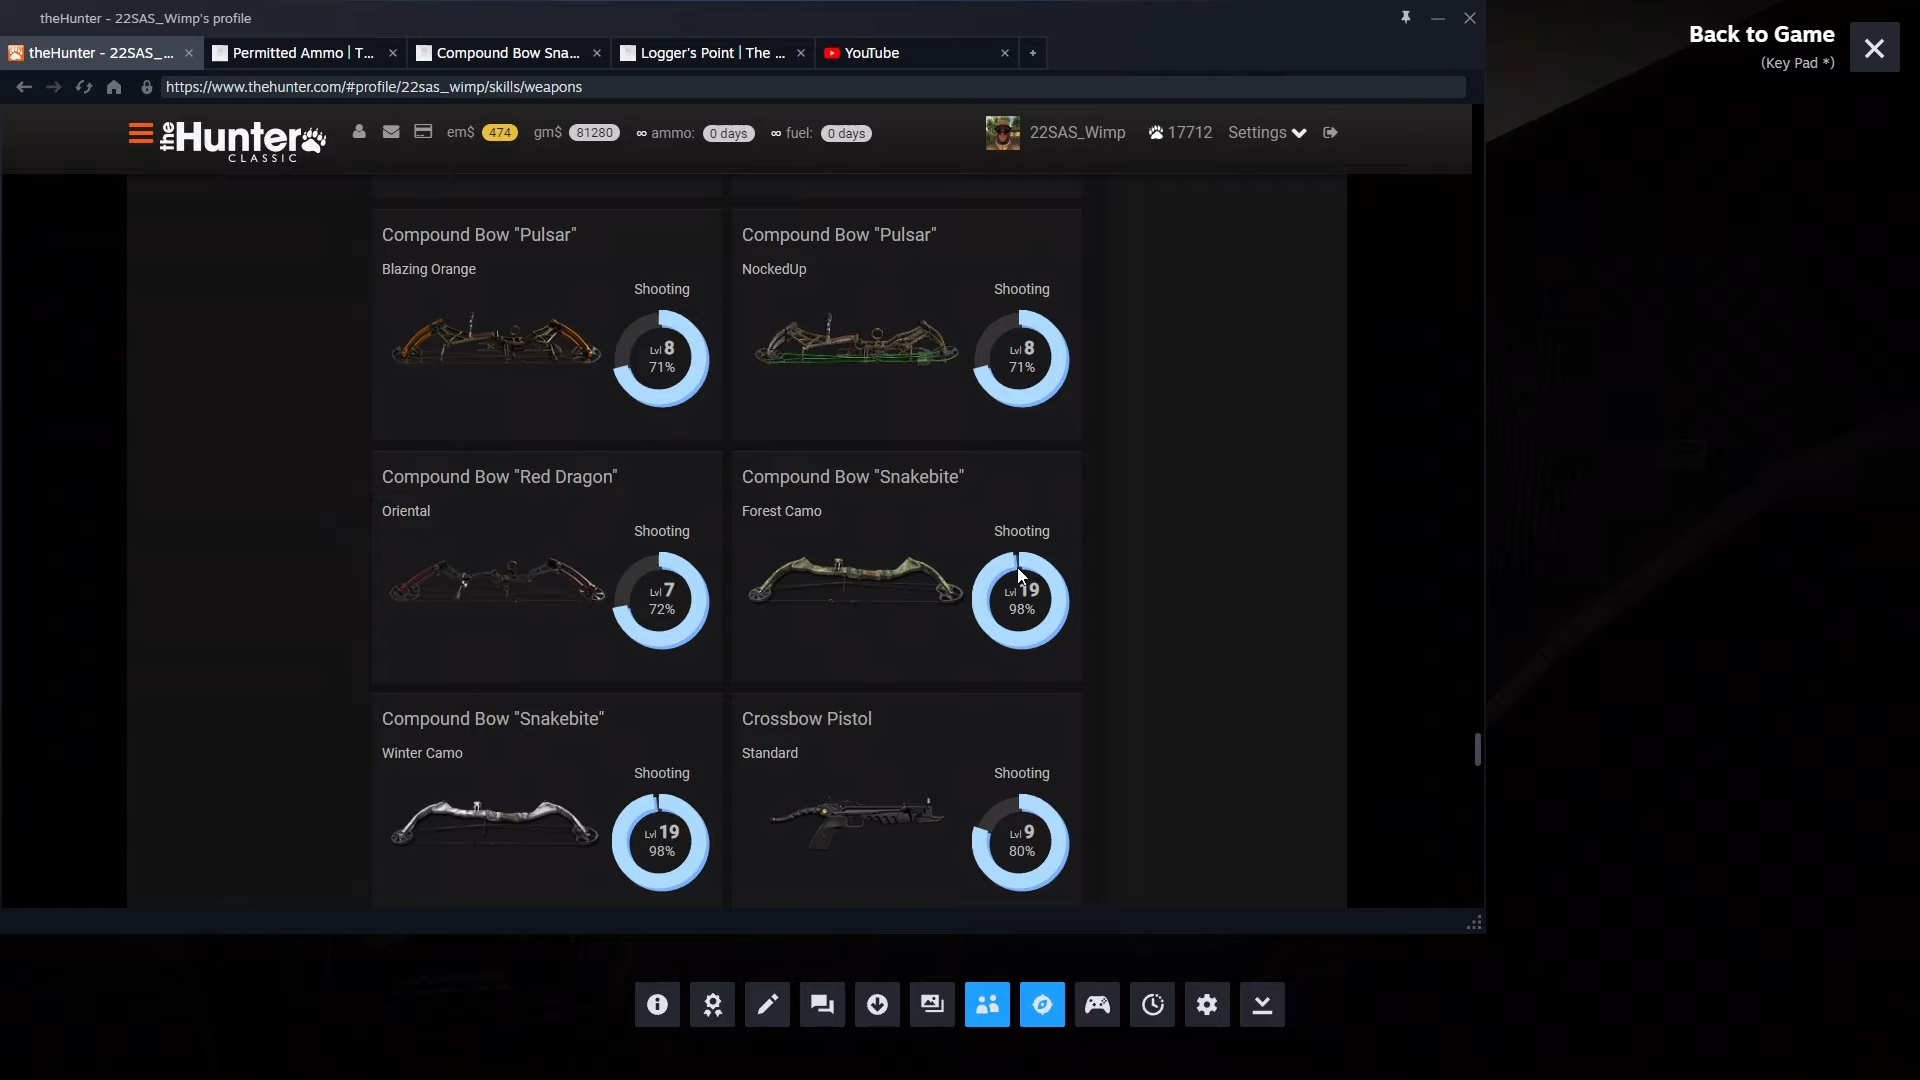 theHunter - 22SAS_Wimp's profile
Back to Game
(Key Pad *)
theHunter - 22SAS_...
Permitted Ammo | T...
Compound Bow Sna...
Logger's Point | The ...
YouTube
https://www.thehunter.com/#profile/22sas_wimp/skills/weapons
theHunter
CLASSIC
em$ 474 gm$ 81280 ∞ ammo: 0 days ∞ fuel: 0 days
22SAS_Wimp 17712 Settings
Compound Bow "Pulsar"
Blazing Orange
Shooting
Lvl 8
71%
Compound Bow "Pulsar"
NockedUp
Shooting
Lvl 8
71%
Compound Bow "Red Dragon"
Oriental
Shooting
Lvl 7
72%
Compound Bow "Snakebite"
Forest Camo
Shooting
Lvl 19
98%
Compound Bow "Snakebite"
Winter Camo
Shooting
Lvl 19
98%
Crossbow Pistol
Standard
Shooting
Lvl 9
80%